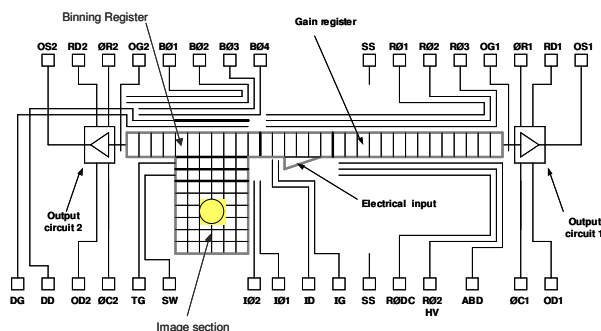 Binning Register
Gain register
OS2 RD2 ØR2 OG2 BØ1 BØ2 BØ3 BØ4 SS RØ1 RØ2 RØ3 OG1 ØR1 RD1 OS1
Electrical input
Output
circuit 2
Output
circuit 1
DG DD OD2 ØC2 TG SW IØ2 IØ1 ID IG SS RØDC RØ2 ABD ØC1 OD1
HV
Image section